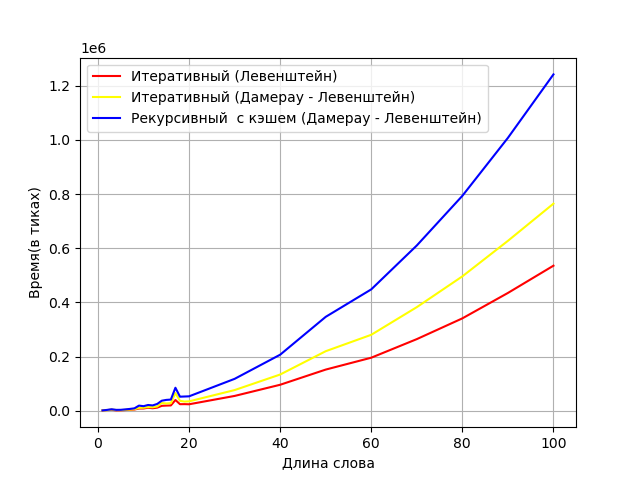 1e6
Итеративный (Левенштейн)
Итеративный (Дамерау - Левенштейн)
Рекурсивный  с кэшем (Дамерау - Левенштейн)
1.2
1.0
0.8
0.6
0.4
0.2
0.0
Время(в тиках)
0 20 40 60 80 100
Длина слова